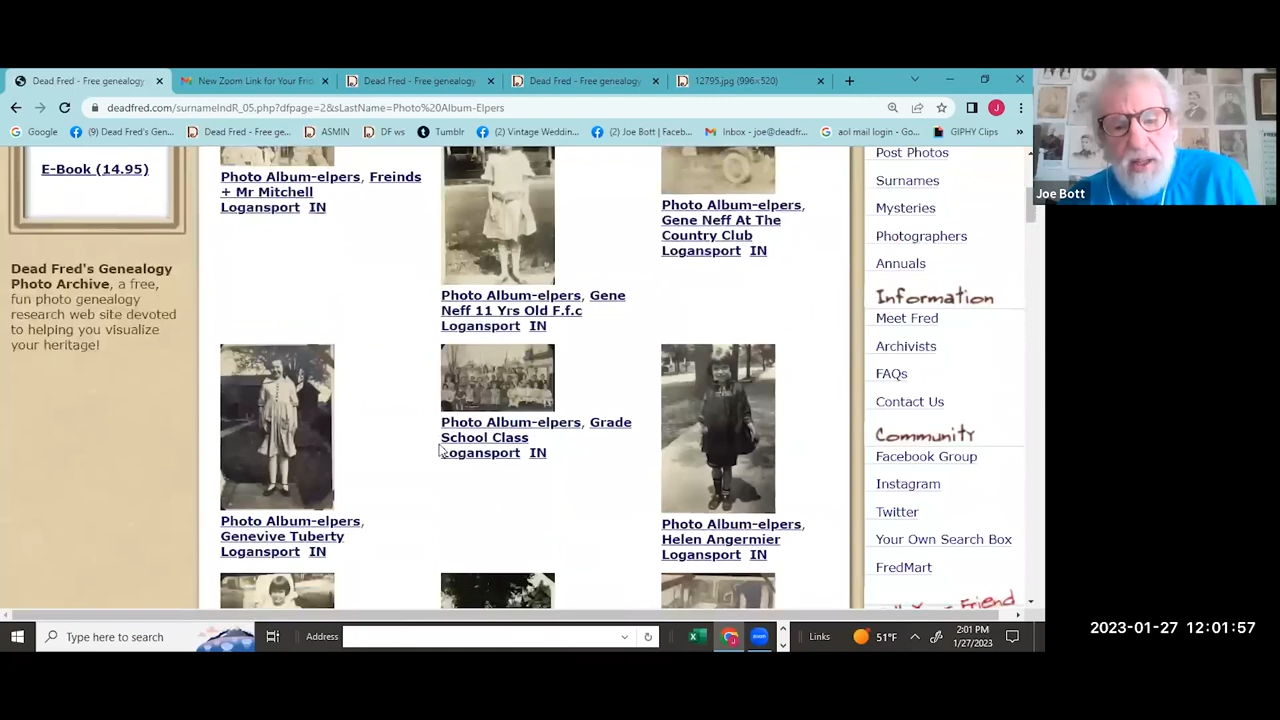 Dead Fred - Free genealogy
New Zoom Link for Your Fri
Dead Fred - Free genealogy
Dead Fred - Free genealogy
12795.jpg (996×520)
deadfred.com/surnameIndR_05.php?dfpage=2&sLastName=Photo%20Album-Elpers
Google
(9) Dead Fred's Gen...
Dead Fred - Free ge...
ASMIN
DF ws
Tumblr
(2) Vintage Weddin...
(2) Joe Bott | Faceb...
Inbox - joe@deadfr...
aol mail login - Go...
GIPHY Clips
E-Book (14.95)
Dead Fred's Genealogy
Photo Archive, a free,
fun photo genealogy
research web site devoted
to helping you visualize
your heritage!
Photo Album-elpers, Freinds
+ Mr Mitchell
Logansport IN
Photo Album-elpers, Gene
Neff 11 Yrs Old F.f.c
Logansport IN
Photo Album-elpers,
Gene Neff At The
Country Club
Logansport IN
Photo Album-elpers,
Genevive Tuberty
Logansport IN
Photo Album-elpers, Grade
School Class
Logansport IN
Photo Album-elpers,
Helen Angermier
Logansport IN
Post Photos
Surnames
Mysteries
Photographers
Annuals
Information
Meet Fred
Archivists
FAQs
Contact Us
Community
Facebook Group
Instagram
Twitter
Your Own Search Box
FredMart
Friend
Joe Bott
Type here to search
Address
Links
51°F
2:01 PM
1/27/2023
2023-01-27 12:01:57